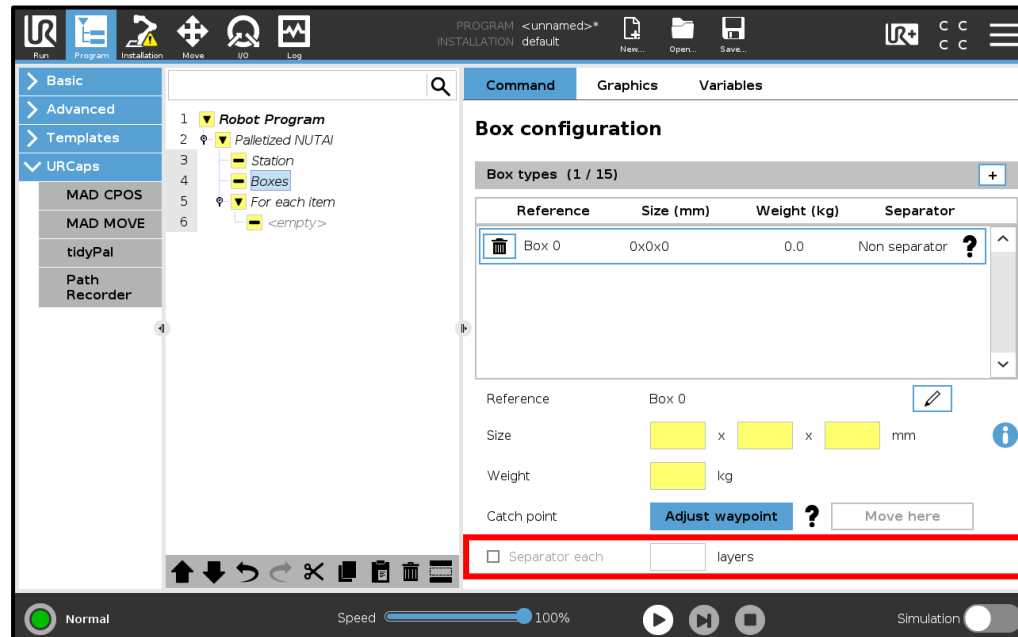 PROGRAM <unnamed>*
INSTALLATION default
UR+
C C
C C
Run Program Installation Move I/O Log New... Open... Save...
Basic
Advanced
Templates
URCaps
MAD CPOS
MAD MOVE
tidyPal
Path
Recorder
1 Robot Program
2 Palletized NUTAI
3 Station
4 Boxes
5 For each item
6 <empty>
Command Graphics Variables
Box configuration
Box types (1 / 15) +
Reference Size (mm) Weight (kg) Separator
Box 0 0x0x0 0.0 Non separator ?
Reference Box 0
Size x x mm i
Weight kg
Catch point Adjust waypoint ? Move here
Separator each layers
Normal Speed 100% Simulation